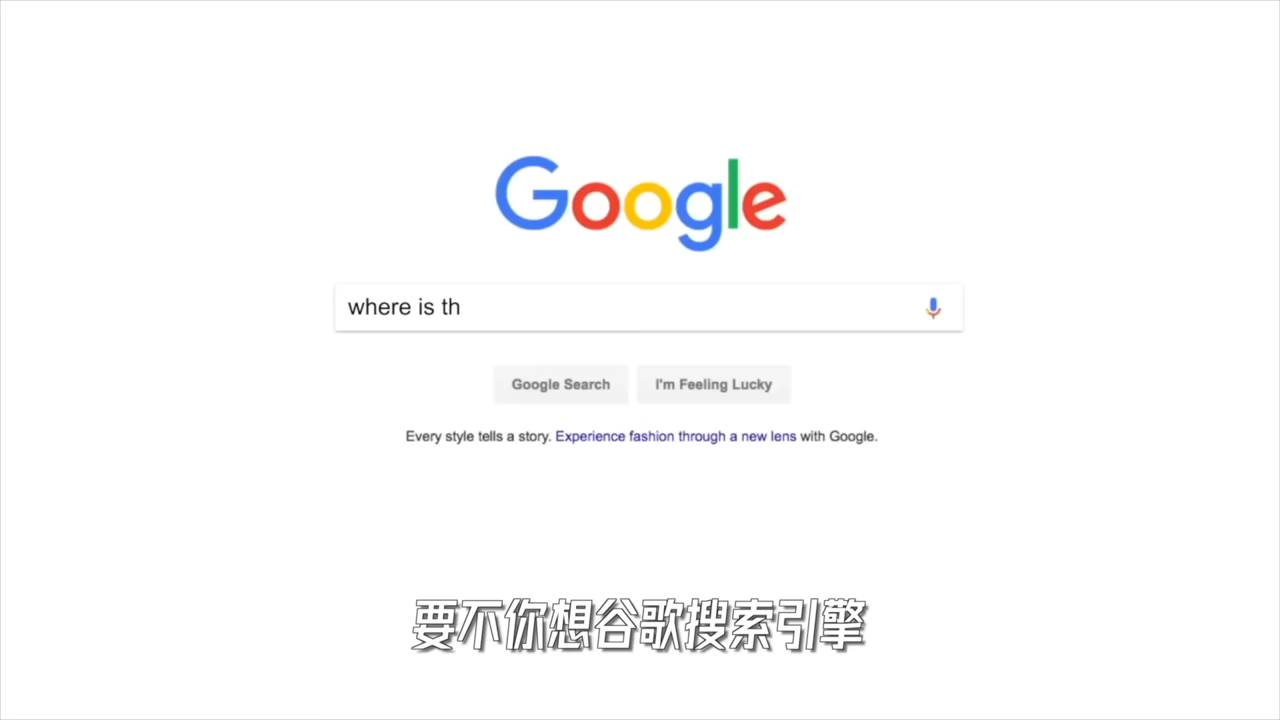 Google
where is th
Google Search
I'm Feeling Lucky
Every style tells a story. Experience fashion through a new lens with Google.
要不你想谷歌搜索引擎